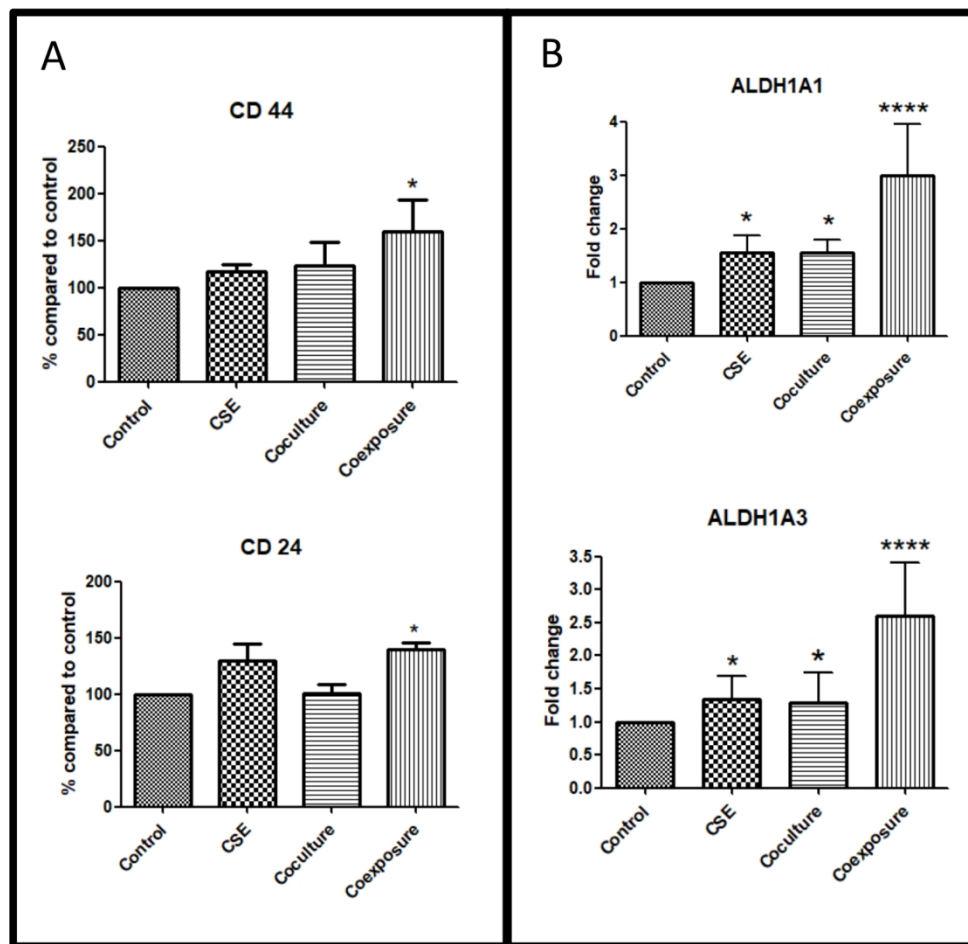 A
CD 44
% compared to control
250
200
150
100
50
0
*
Control
CSE
Coculture
Coexposure
CD 24
% compared to control
200
150
100
50
0
*
Control
CSE
Coculture
Coexposure
B
ALDH1A1
Fold change
4
3
2
1
0
*
*
****
Control
CSE
Coculture
Coexposure
ALDH1A3
Fold change
3.5
3.0
2.5
2.0
1.5
1.0
0.5
0.0
*
*
****
Control
CSE
Coculture
Coexposure